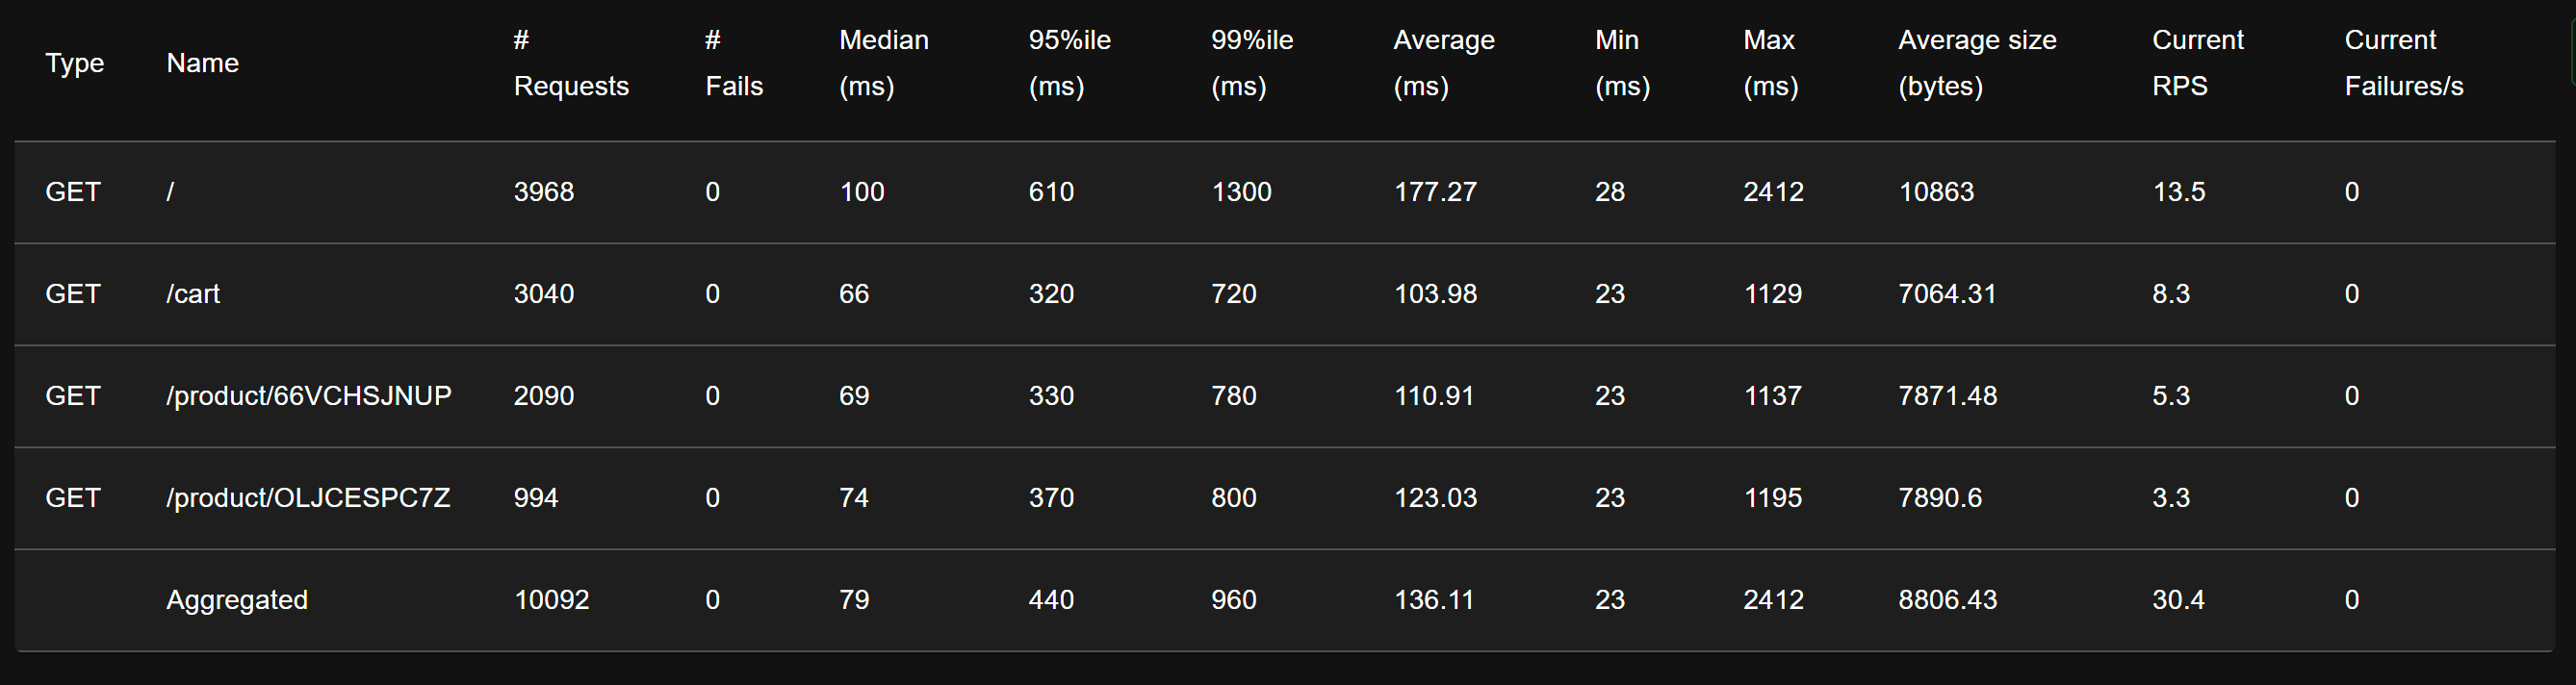 Type Name # Requests # Fails Median (ms) 95%ile (ms) 99%ile (ms) Average (ms) Min (ms) Max (ms) Average size (bytes) Current RPS Current Failures/s
GET / 3968 0 100 610 1300 177.27 28 2412 10863 13.5 0
GET /cart 3040 0 66 320 720 103.98 23 1129 7064.31 8.3 0
GET /product/66VCHSJNUP 2090 0 69 330 780 110.91 23 1137 7871.48 5.3 0
GET /product/OLJCESPC7Z 994 0 74 370 800 123.03 23 1195 7890.6 3.3 0
Aggregated 10092 0 79 440 960 136.11 23 2412 8806.43 30.4 0